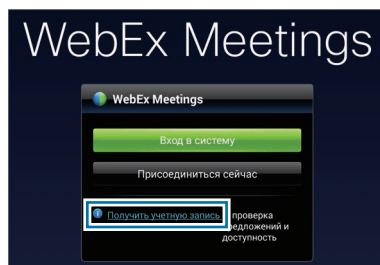 WebEx Meetings
WebEx Meetings
Вход в систему
Присоединиться сейчас
Получить учетную запись проверка
доступность